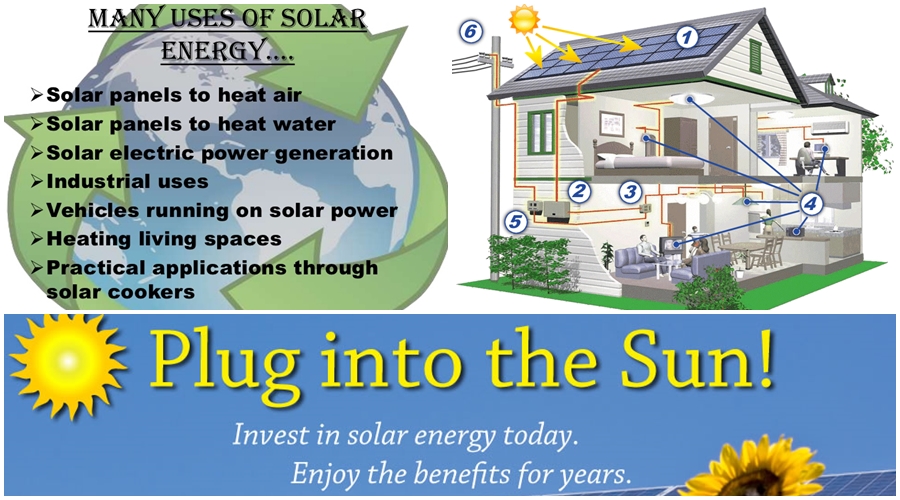 MANY USES OF SOLAR
ENERGY....
➢Solar panels to heat air
➢Solar panels to heat water
➢Solar electric power generation
➢Industrial uses
➢Vehicles running on solar power
➢Heating living spaces
➢Practical applications through
solar cookers
6
1
2
3
4
5
Plug into the Sun!
Invest in solar energy today.
Enjoy the benefits for years.